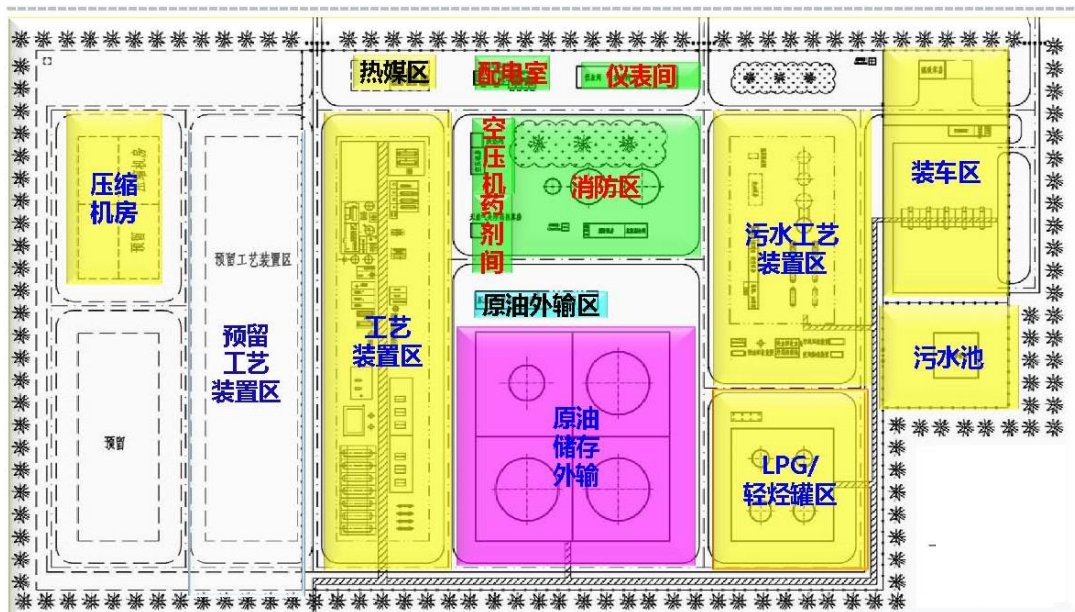 热媒区
配电室
仪表间
压缩
机房
预留
预留工艺装置区
预留
工艺
装置区
预留
工艺
装置区
空压机药剂间
消防区
原油外输区
原油
储存
外输
污水工艺
装置区
LPG/
轻烃罐区
装车区
污水池